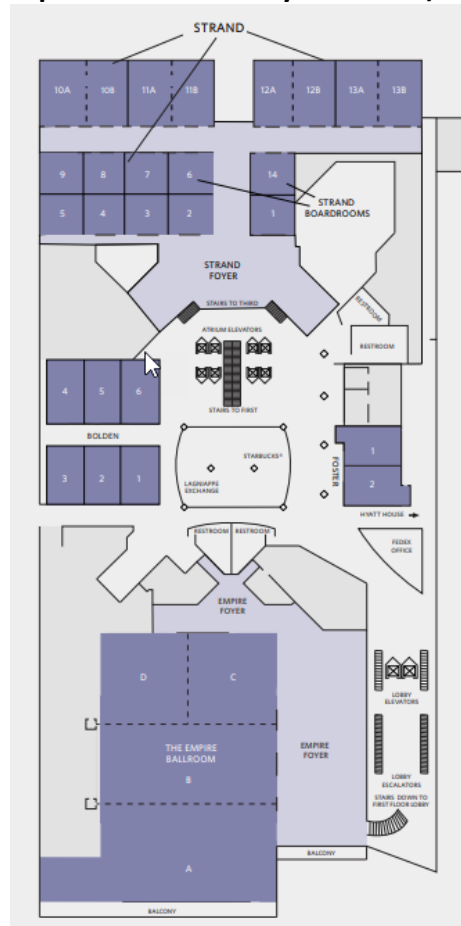 STRAND
10A 10B 11A 11B 12A 12B 13A 13B
9 8 7 6 14
STRAND
BOARDROOMS
5 4 3 2 1
STRAND
FOYER
STAIRS TO THIRD
RESTROOM
ATRIUM ELEVATORS
RESTROOM
4 5 6
STAIRS TO FIRST
BOLDEN
STARBUCKS®
1
3 2 1
LAGNIAPPE
EXCHANGE
FOSTER
2
HYATT HOUSE
RESTROOM RESTROOM
FEDEX
OFFICE
EMPIRE
FOYER
D C
LOBBY
ELEVATORS
THE EMPIRE
BALLROOM
EMPIRE
FOYER
B
LOBBY
ESCALATORS
STAIRS DOWN TO
FIRST FLOOR LOBBY
BALCONY
A
BALCONY